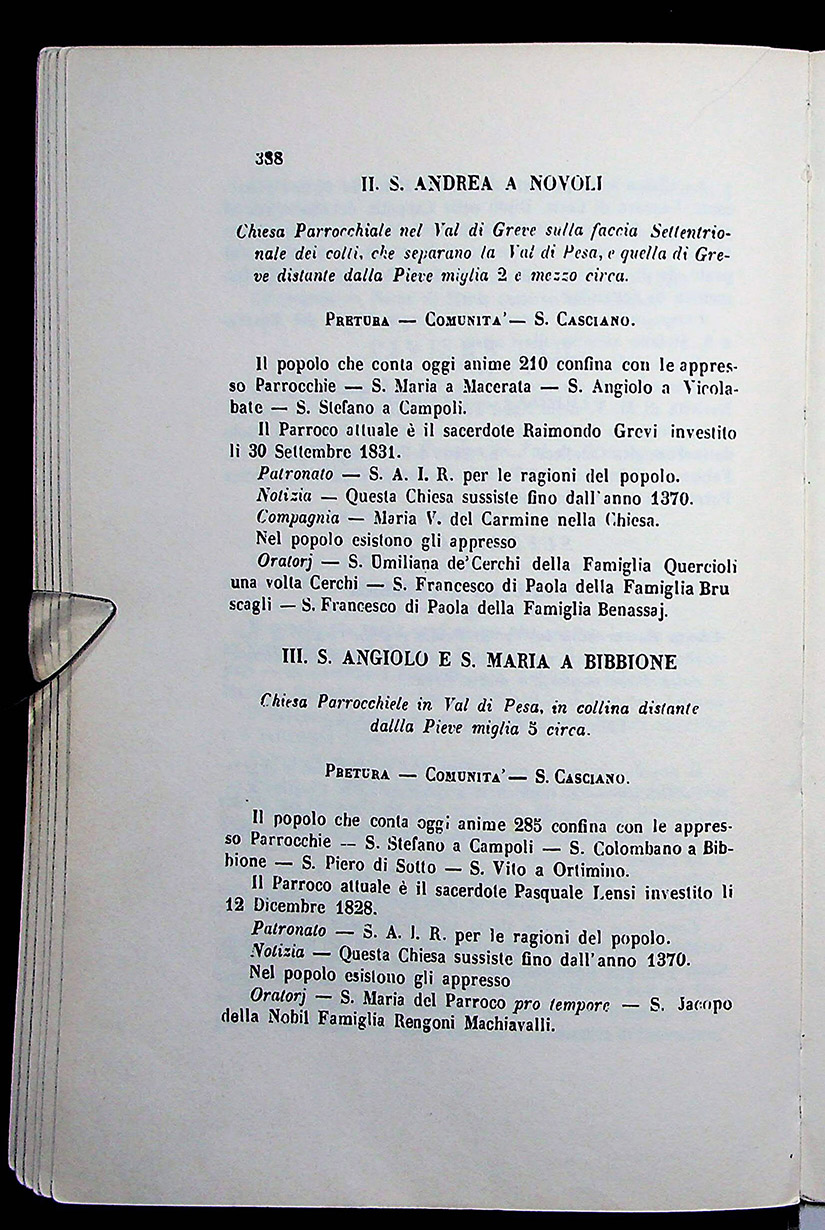 388
II. S. ANDREA A NOVOLI
Chiesa Parrocchiale nel Val di Greve sulla faccia Settentrio-
nale dei colli, che separano la Val di Pesa, e quella di Gre-
ve distante dalla Pieve miglia 2 e mezzo circa.
PRETURA — COMUNITA' — S. CASCIANO.
Il popolo che conta oggi anime 210 confina con le appres-
so Parrocchie — S. Maria a Macerata — S. Angiolo a Vicola-
bate — S. Stefano a Campoli.
Il Parroco attuale è il sacerdote Raimondo Grevi investito
li 30 Settembre 1831.
Patronato — S. A. I. R. per le ragioni del popolo.
Notizia — Questa Chiesa sussiste fino dall'anno 1370.
Compagnia — Maria V. del Carmine nella Chiesa.
Nel popolo esistono gli appresso
Oratorj — S. Umiliana de' Cerchi della Famiglia Quercioli
una volta Cerchi — S. Francesco di Paola della Famiglia Bru
scagli — S. Francesco di Paola della Famiglia Benassaj.
III. S. ANGIOLO E S. MARIA A BIBBIONE
Chiesa Parrocchiele in Val di Pesa, in collina distante
dallla Pieve miglia 5 circa.
PRETURA — COMUNITA' — S. CASCIANO.
Il popolo che conta oggi anime 285 confina con le appres-
so Parrocchie — S. Stefano a Campoli — S. Colombano a Bib-
bione — S. Piero di Sotto — S. Vito a Ortimino.
Il Parroco attuale è il sacerdote Pasquale Lensi investito li
12 Dicembre 1828.
Patronato — S. A. I. R. per le ragioni del popolo.
Notizia — Questa Chiesa sussiste fino dall'anno 1370.
Nel popolo esistono gli appresso
Oratorj — S. Maria del Parroco pro tempore — S. Jacopo
della Nobil Famiglia Rengoni Machiavalli.